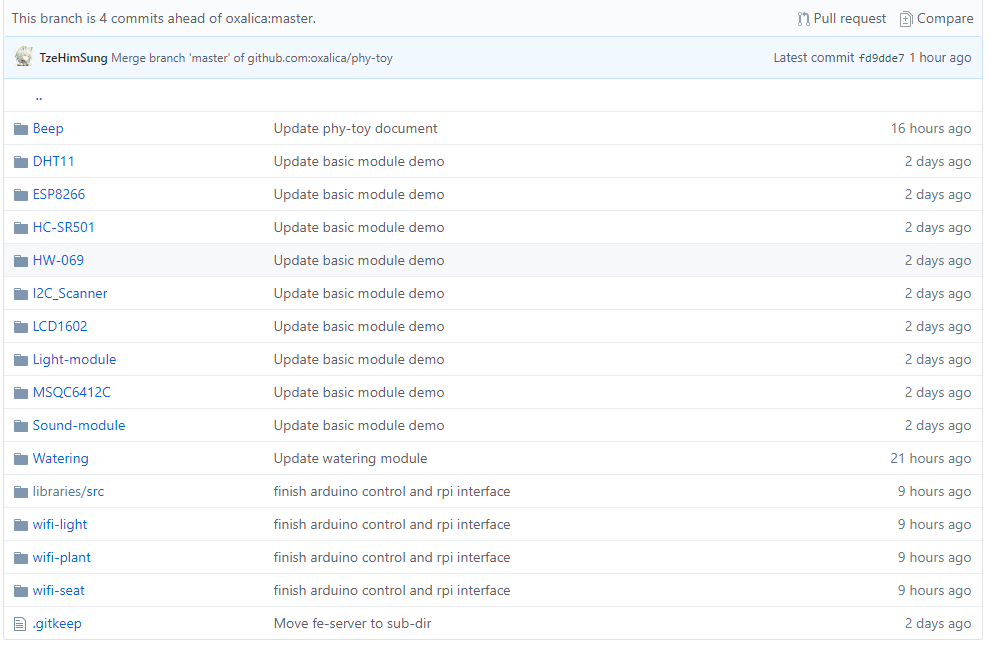 This branch is 4 commits ahead of oxalica:master. Pull request Compare
TzeHimSung Merge branch 'master' of github.com:oxalica/phy-toy Latest commit fd9dde7 1 hour ago
..
Beep Update phy-toy document 16 hours ago
DHT11 Update basic module demo 2 days ago
ESP8266 Update basic module demo 2 days ago
HC-SR501 Update basic module demo 2 days ago
HW-069 Update basic module demo 2 days ago
I2C_Scanner Update basic module demo 2 days ago
LCD1602 Update basic module demo 2 days ago
Light-module Update basic module demo 2 days ago
MSQC6412C Update basic module demo 2 days ago
Sound-module Update basic module demo 2 days ago
Watering Update watering module 21 hours ago
libraries/src finish arduino control and rpi interface 9 hours ago
wifi-light finish arduino control and rpi interface 9 hours ago
wifi-plant finish arduino control and rpi interface 9 hours ago
wifi-seat finish arduino control and rpi interface 9 hours ago
.gitkeep Move fe-server to sub-dir 2 days ago